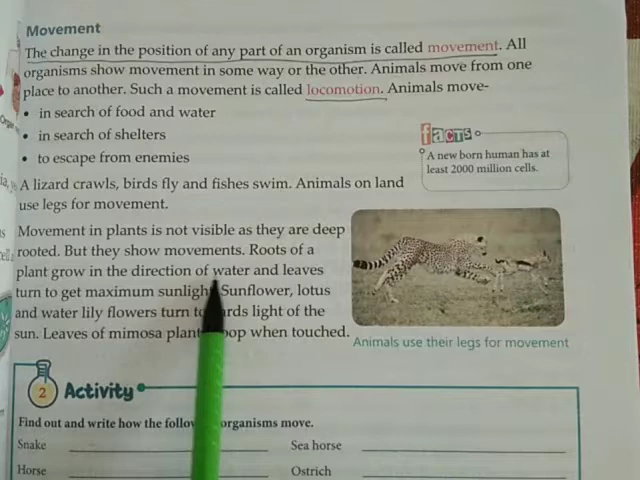 Movement
The change in the position of any part of an organism is called movement. All
organisms show movement in some way or the other. Animals move from one
place to another. Such a movement is called locomotion. Animals move-
• in search of food and water
• in search of shelters
• to escape from enemies
facts
A new born human has at
least 2000 million cells.
A lizard crawls, birds fly and fishes swim. Animals on land
use legs for movement.
Movement in plants is not visible as they are deep
rooted. But they show movements. Roots of a
plant grow in the direction of water and leaves
turn to get maximum sunlight. Sunflower, lotus
and water lily flowers turn towards light of the
sun. Leaves of mimosa plant when touched.
Animals use their legs for movement
2 Activity
Find out and write how the following organisms move.
Snake
Sea horse
Horse
Ostrich